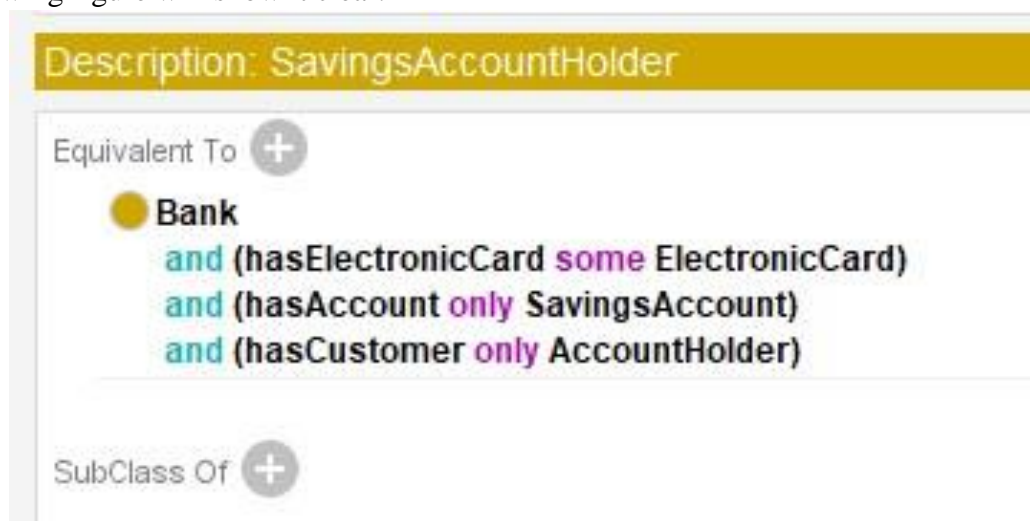 Description: SavingsAccountHolder
Equivalent To
Bank
and (hasElectronicCard some ElectronicCard)
and (hasAccount only SavingsAccount)
and (hasCustomer only AccountHolder)
SubClass Of